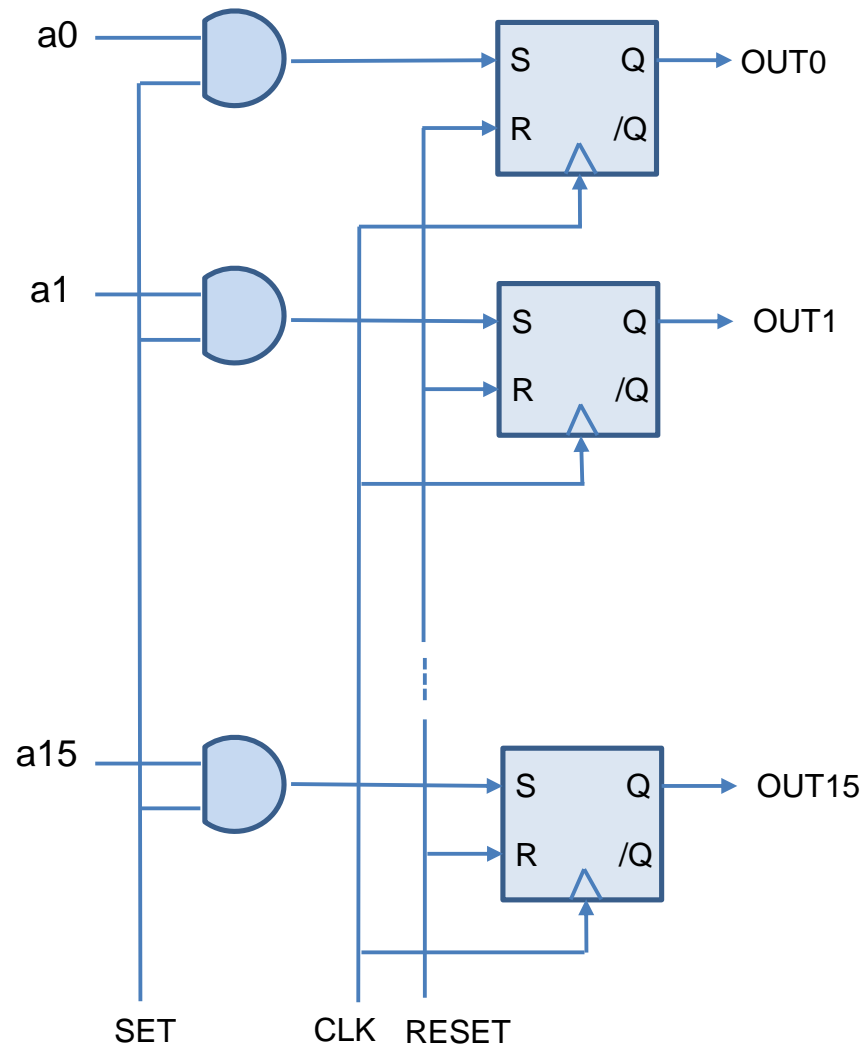 a0
S Q OUT0
R /Q
a1
S Q OUT1
R /Q
a15
S Q OUT15
R /Q
SET CLK RESET